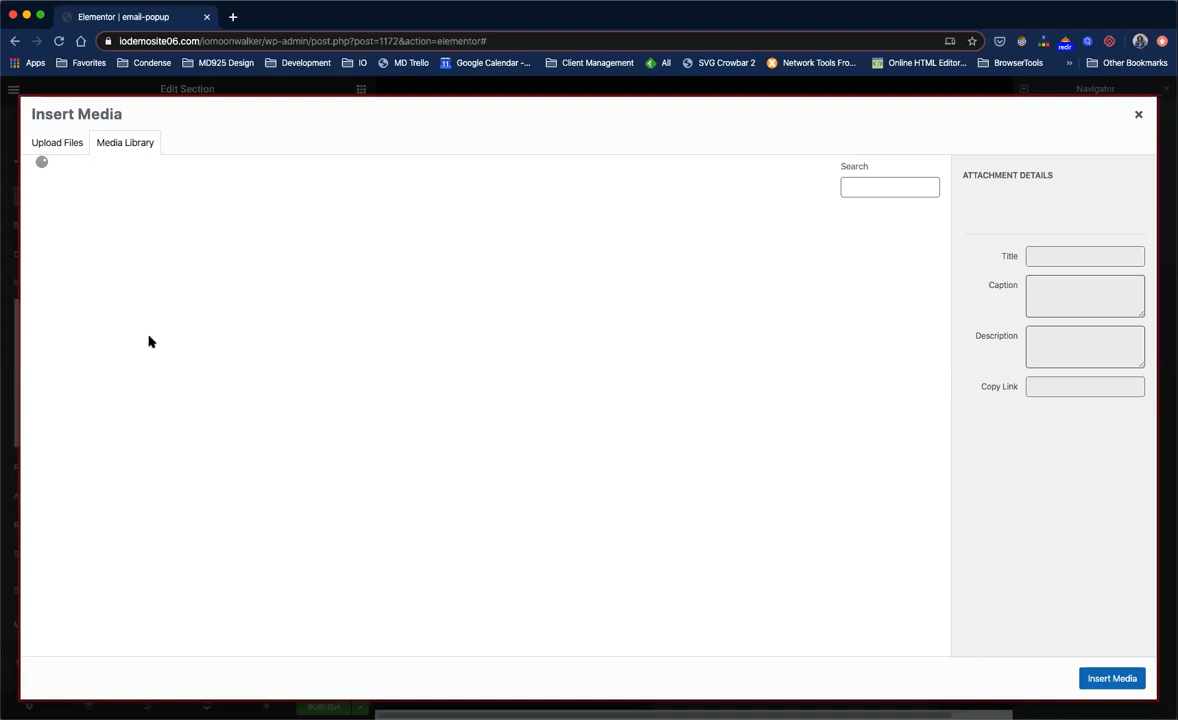 Elementor | email-popup
iodemosite06.com/iomoonwalker/wp-admin/post.php?post=1172&action=elementor#
redir
Apps Favorites Condense MD925 Design Development IO MD Trello Google Calendar -... Client Management All SVG Crowbar 2 Network Tools Fro... Online HTML Editor... BrowserTools » Other Bookmarks
Edit Section
Navigator
Insert Media
Upload Files
Media Library
Search
ATTACHMENT DETAILS
Title
Caption
Description
Copy Link
Insert Media
PUBLISH